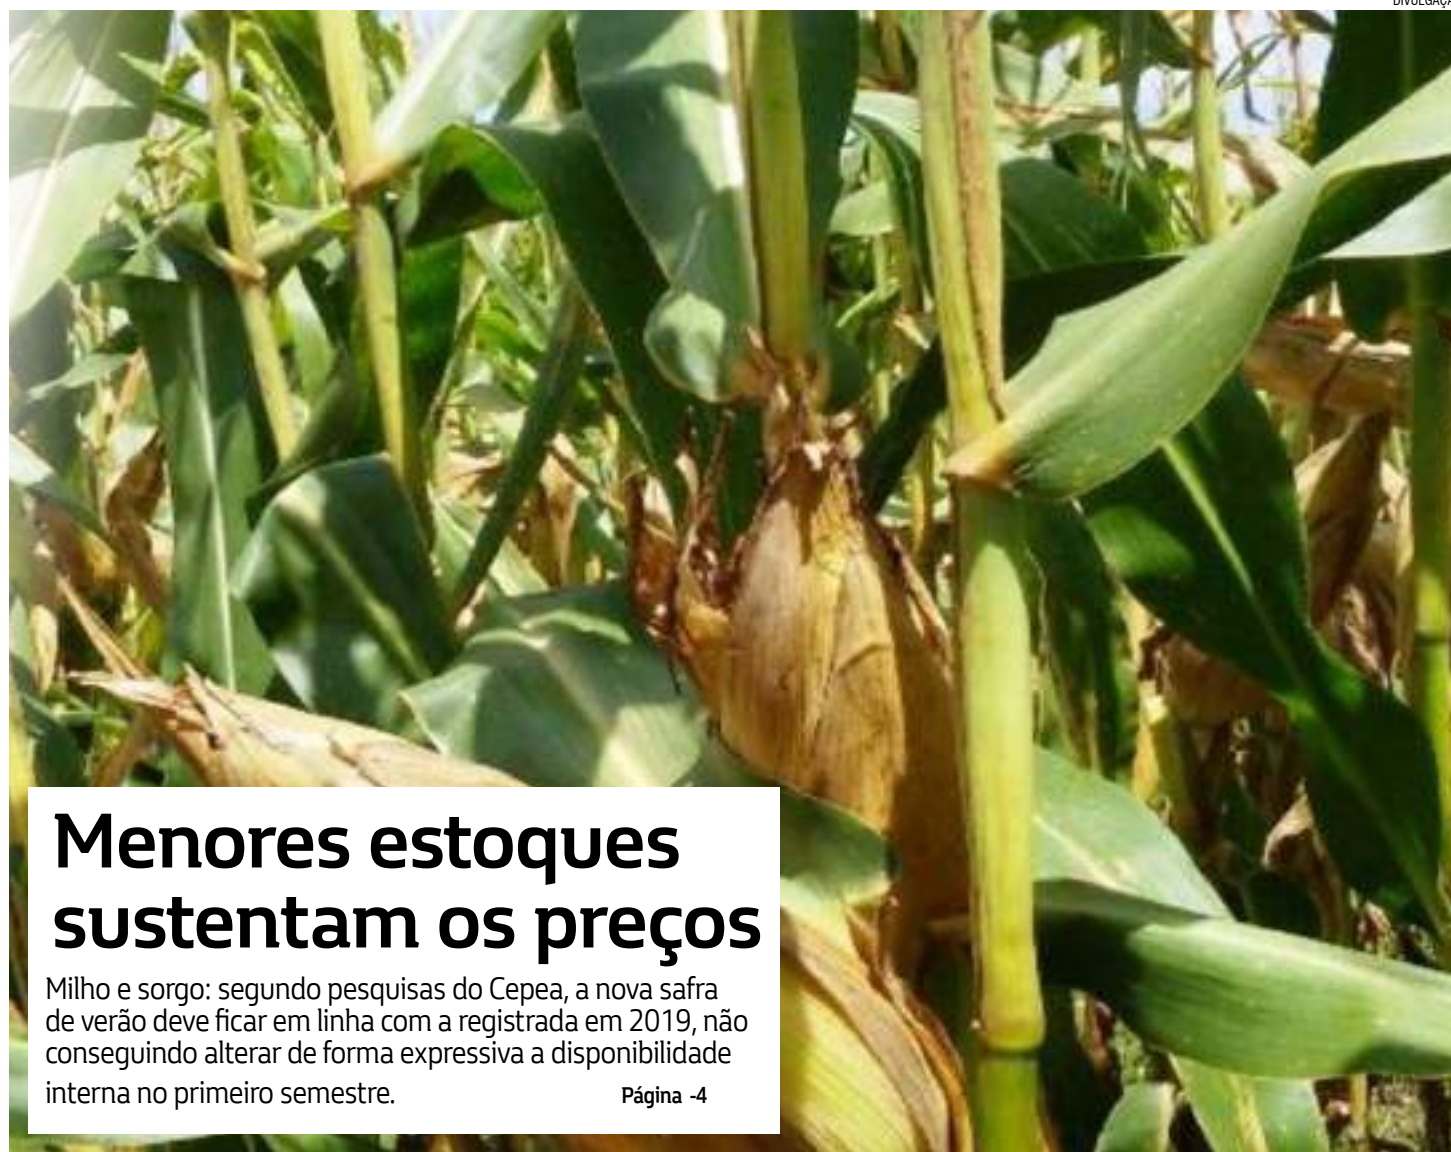 Menores estoques
sustentam os preços
Milho e sorgo: segundo pesquisas do Cepea, a nova safra
de verão deve ficar em linha com a registrada em 2019, não
conseguindo alterar de forma expressiva a disponibilidade
interna no primeiro semestre. Página -4